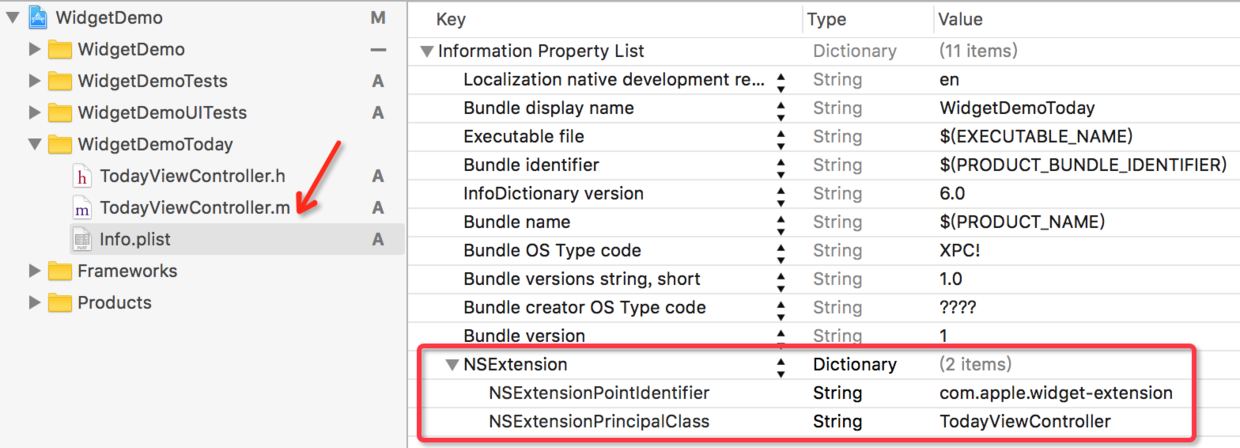 WidgetDemo M
WidgetDemo —
WidgetDemoTests A
WidgetDemoUITests A
WidgetDemoToday
h TodayViewController.h A
m TodayViewController.m A
Info.plist A
Frameworks
Products
Key Type Value
Information Property List Dictionary (11 items)
Localization native development re... String en
Bundle display name String WidgetDemoToday
Executable file String $(EXECUTABLE_NAME)
Bundle identifier String $(PRODUCT_BUNDLE_IDENTIFIER)
InfoDictionary version String 6.0
Bundle name String $(PRODUCT_NAME)
Bundle OS Type code String XPC!
Bundle versions string, short String 1.0
Bundle creator OS Type code String ????
Bundle version String 1
NSExtension Dictionary (2 items)
NSExtensionPointIdentifier String com.apple.widget-extension
NSExtensionPrincipalClass String TodayViewController